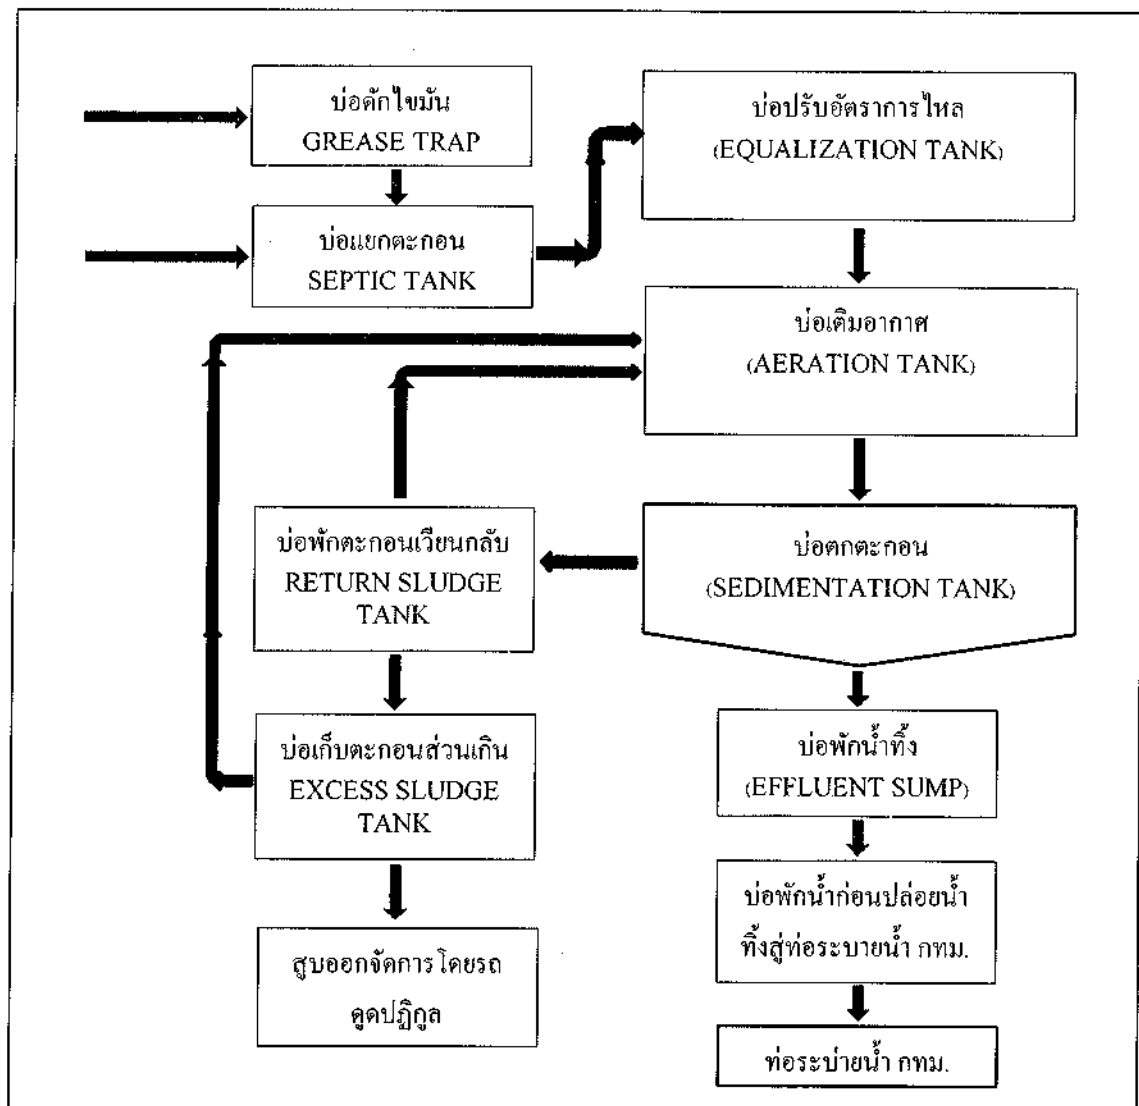 บ่อดักไขมัน
GREASE TRAP
บ่อปรับอัตราการไหล
(EQUALIZATION TANK)
บ่อแยกตะกอน
SEPTIC TANK
บ่อเติมอากาศ
(AERATION TANK)
บ่อพักตะกอนเวียนกลับ
RETURN SLUDGE
TANK
บ่อตกตะกอน
(SEDIMENTATION TANK)
บ่อเก็บตะกอนส่วนเกิน
EXCESS SLUDGE
TANK
บ่อพักน้ำทิ้ง
(EFFLUENT SUMP)
บ่อพักน้ำก่อนปล่อยน้ำ
ทิ้งสู่ท่อระบายน้ำ กทม.
สูบออกจัดการโดยรถ
ดูดปฏิกูล
ท่อระบายน้ำ กทม.